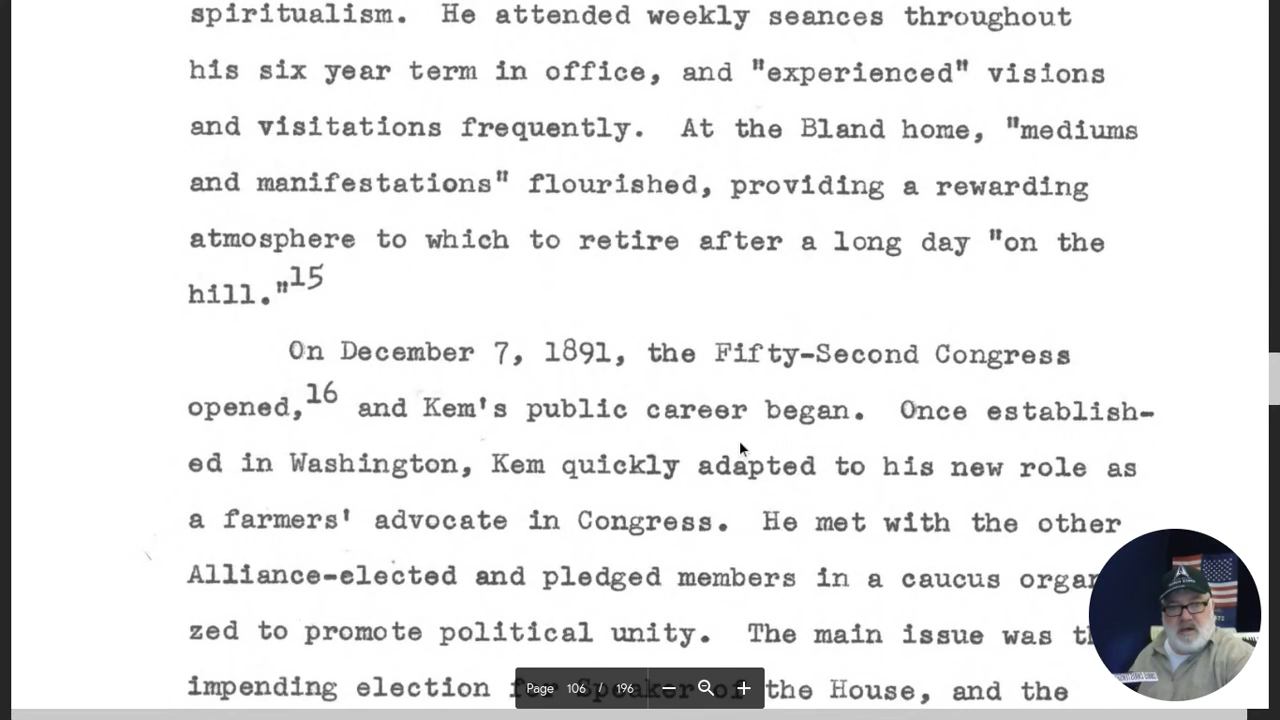 spiritualism. He attended weekly seances throughout
his six year term in office, and "experienced" visions
and visitations frequently. At the Bland home, "mediums
and manifestations" flourished, providing a rewarding
atmosphere to which to retire after a long day "on the
hill."15
On December 7, 1891, the Fifty-Second Congress
opened,16 and Kem's public career began. Once establish-
ed in Washington, Kem quickly adapted to his new role as
a farmers' advocate in Congress. He met with the other
Alliance-elected and pledged members in a caucus
zed to promote political unity. The main issue was
impending election for Speaker of the House, and the
Page 106 / 196